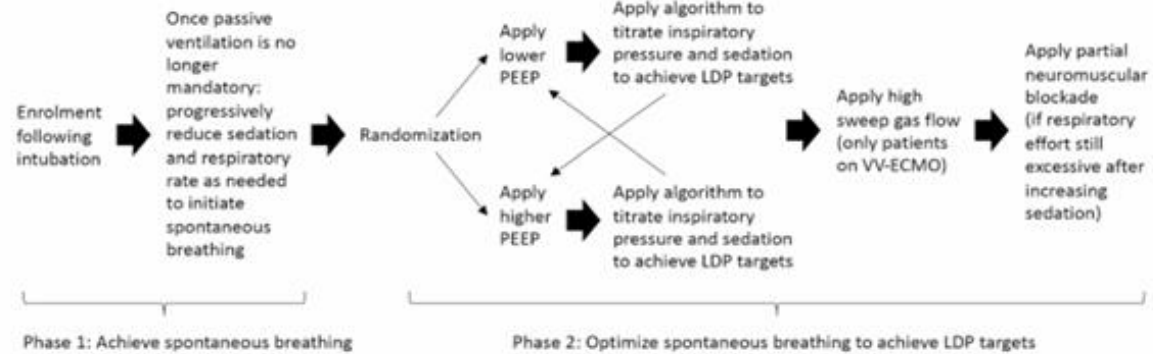 Enrolment
following
intubation
Once passive
ventilation is no
longer
mandatory:
progressively
reduce sedation
and respiratory
rate as needed
to initiate
spontaneous
breathing
Randomization
Apply
lower
PEEP
Apply algorithm to
titrate inspiratory
pressure and sedation
to achieve LDP targets
Apply
higher
PEEP
Apply algorithm to
titrate inspiratory
pressure and sedation
to achieve LDP targets
Apply high
sweep gas flow
(only patients
on VV-ECMO)
Apply partial
neuromuscular
blockade
(if respiratory
effort still
excessive after
increasing
sedation)
Phase 1: Achieve spontaneous breathing
Phase 2: Optimize spontaneous breathing to achieve LDP targets